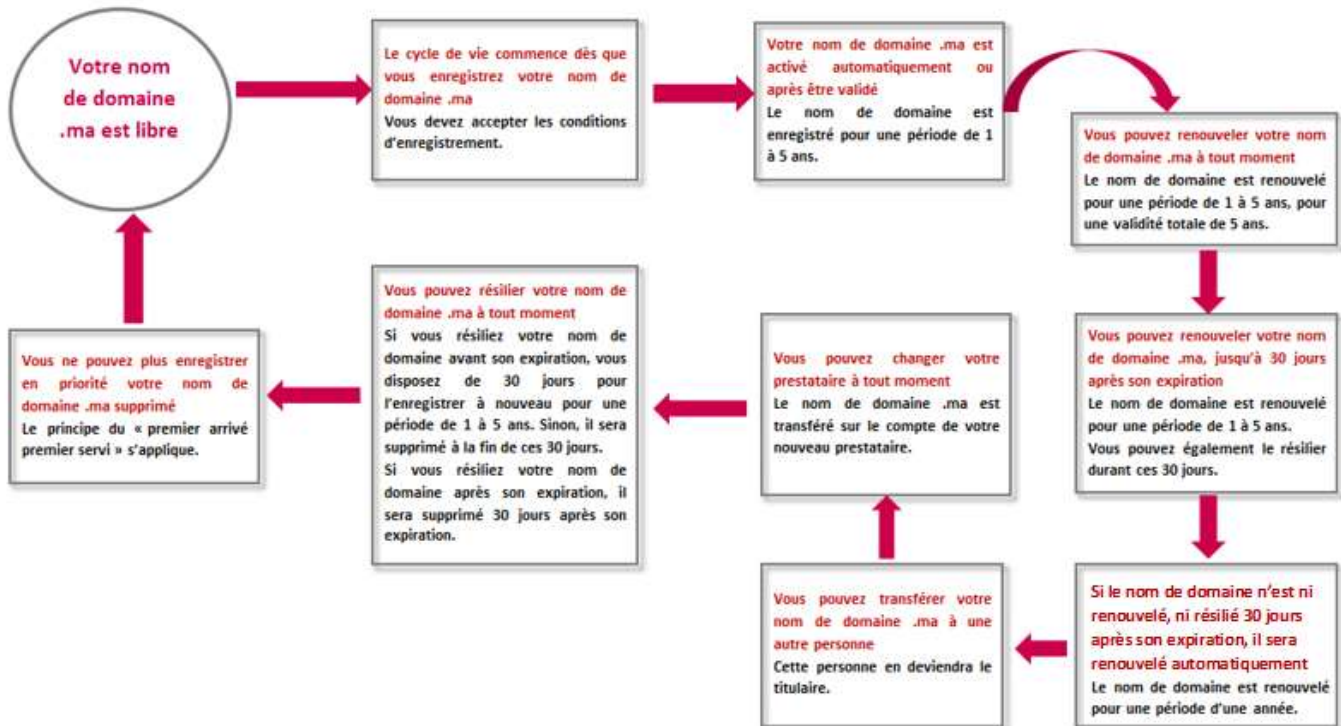 Votre nom
de domaine
.ma est libre
Le cycle de vie commence dès que
vous enregistrez votre nom de
domaine .ma
Vous devez accepter les conditions
d'enregistrement.
Votre nom de domaine .ma est
activé automatiquement ou
après être validé
Le nom de domaine est
enregistré pour une période de 1
à 5 ans.
Vous pouvez renouveler votre nom
de domaine .ma à tout moment
Le nom de domaine est renouvelé
pour une période de 1 à 5 ans, pour
une validité totale de 5 ans.
Vous pouvez renouveler votre nom
de domaine .ma, jusqu'à 30 jours
après son expiration
Le nom de domaine est renouvelé
pour une période de 1 à 5 ans.
Vous pouvez également le résilier
durant ces 30 jours.
Si le nom de domaine n'est ni
renouvelé, ni résilié 30 jours
après son expiration, il sera
renouvelé automatiquement
Le nom de domaine est renouvelé
pour une période d'une année.
Vous pouvez transférer votre
nom de domaine .ma à une
autre personne
Cette personne en deviendra le
titulaire.
Vous pouvez changer votre
prestataire à tout moment
Le nom de domaine .ma est
transféré sur le compte de votre
nouveau prestataire.
Vous pouvez résilier votre nom de
domaine .ma à tout moment
Si vous résiliez votre nom de
domaine avant son expiration, vous
disposez de 30 jours pour
l'enregistrer à nouveau pour une
période de 1 à 5 ans. Sinon, il sera
supprimé à la fin de ces 30 jours.
Si vous résiliez votre nom de
domaine après son expiration, il
sera supprimé 30 jours après son
expiration.
Vous ne pouvez plus enregistrer
en priorité votre nom de
domaine .ma supprimé
Le principe du « premier arrivé
premier servi » s'applique.